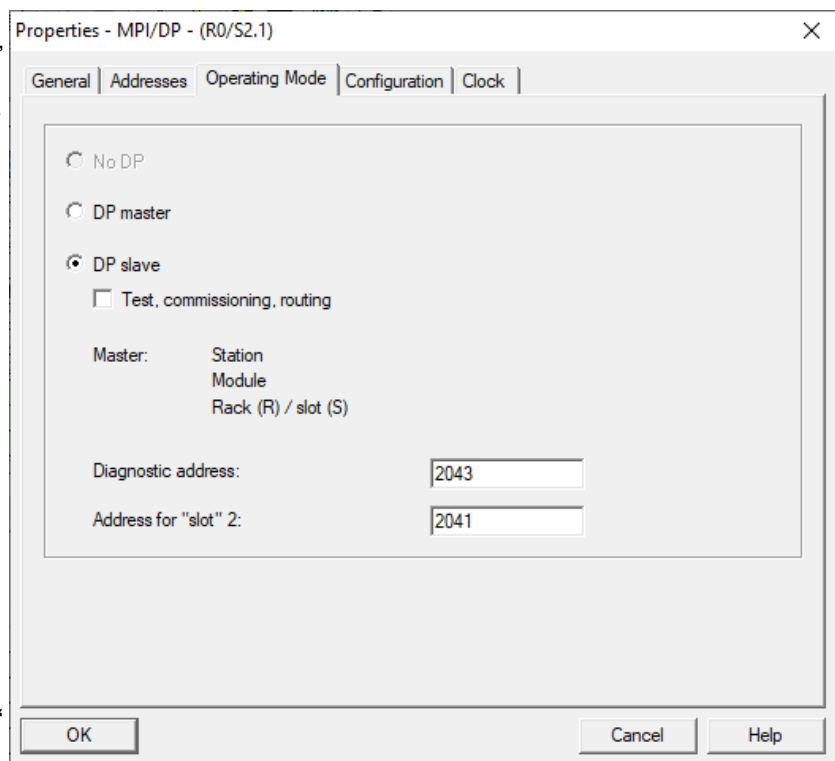 Properties - MPI/DP - (R0/S2.1)
General Addresses Operating Mode Configuration Clock
No DP
DP master
DP slave
Test, commissioning, routing
Master: Station
Module
Rack (R) / slot (S)
Diagnostic address: 2043
Address for "slot" 2: 2041
OK Cancel Help